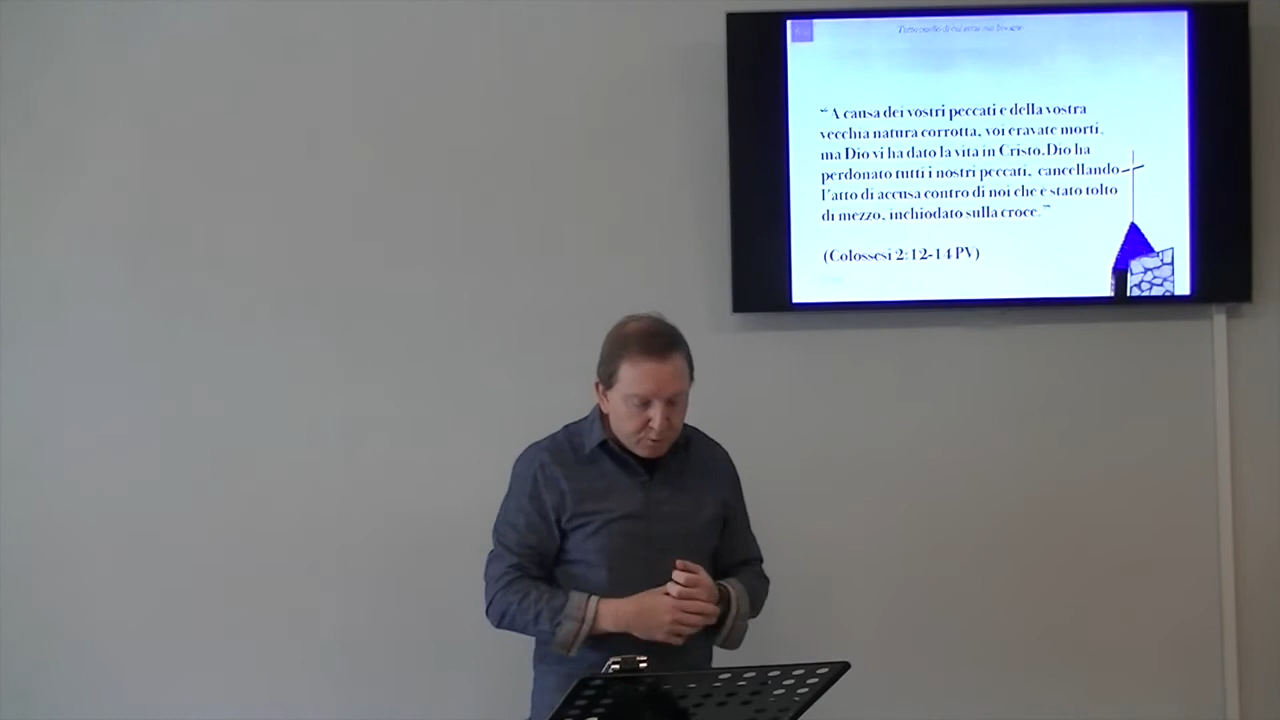 “A causa dei vostri peccati e della vostra
vecchia natura corrotta, voi eravate morti,
ma Dio vi ha dato la vita in Cristo.Dio ha
perdonato tutti i nostri peccati, cancellando
l'atto di accusa contro di noi che e stato tolto
di mezzo, inchiodato sulla croce.”
(Colossesi 2:12-14 PV)